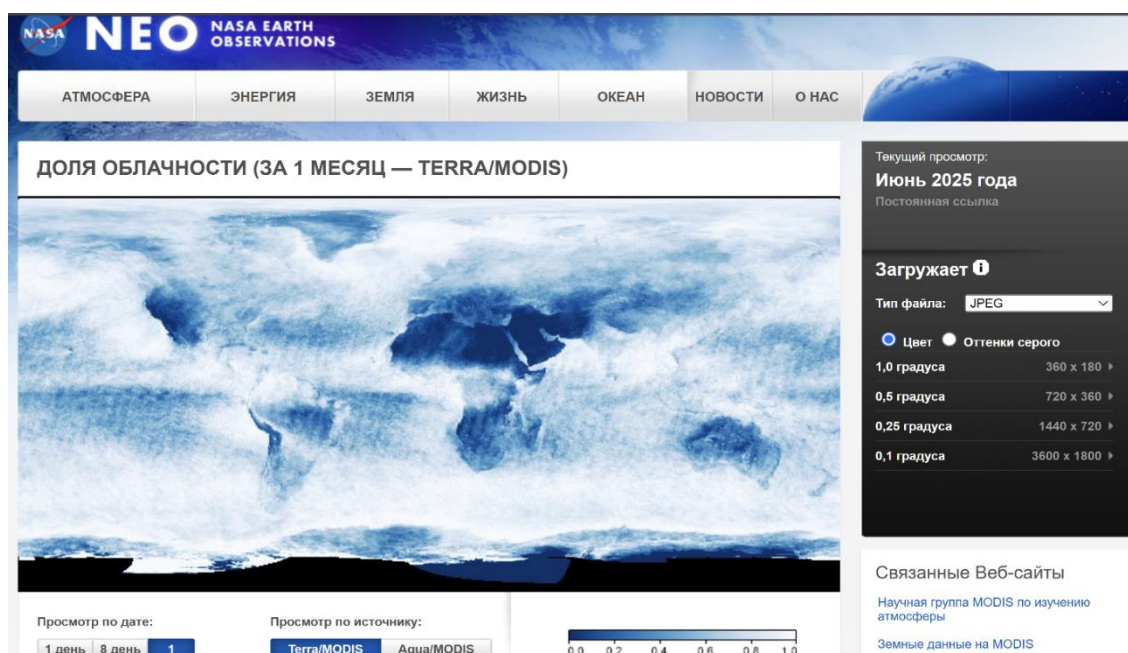 NASA
NEO
NASA EARTH
OBSERVATIONS
АТМОСФЕРА ЭНЕРГИЯ ЗЕМЛЯ ЖИЗНЬ ОКЕАН НОВОСТИ О НАС
ДОЛЯ ОБЛАЧНОСТИ (ЗА 1 МЕСЯЦ — TERRA/MODIS)
Просмотр по дате:
1 день 8 день 1
Просмотр по источнику:
Terra/MODIS Aqua/MODIS
0.0 0.2 0.4 0.6 0.8 1.0
Текущий просмотр:
Июнь 2025 года
Постоянная ссылка
Загружает i
Тип файла: JPEG
Цвет Оттенки серого
1,0 градуса 360 x 180
0,5 градуса 720 x 360
0,25 градуса 1440 x 720
0,1 градуса 3600 x 1800
Связанные Веб-сайты
Научная группа MODIS по изучению
атмосферы
Земные данные на MODIS